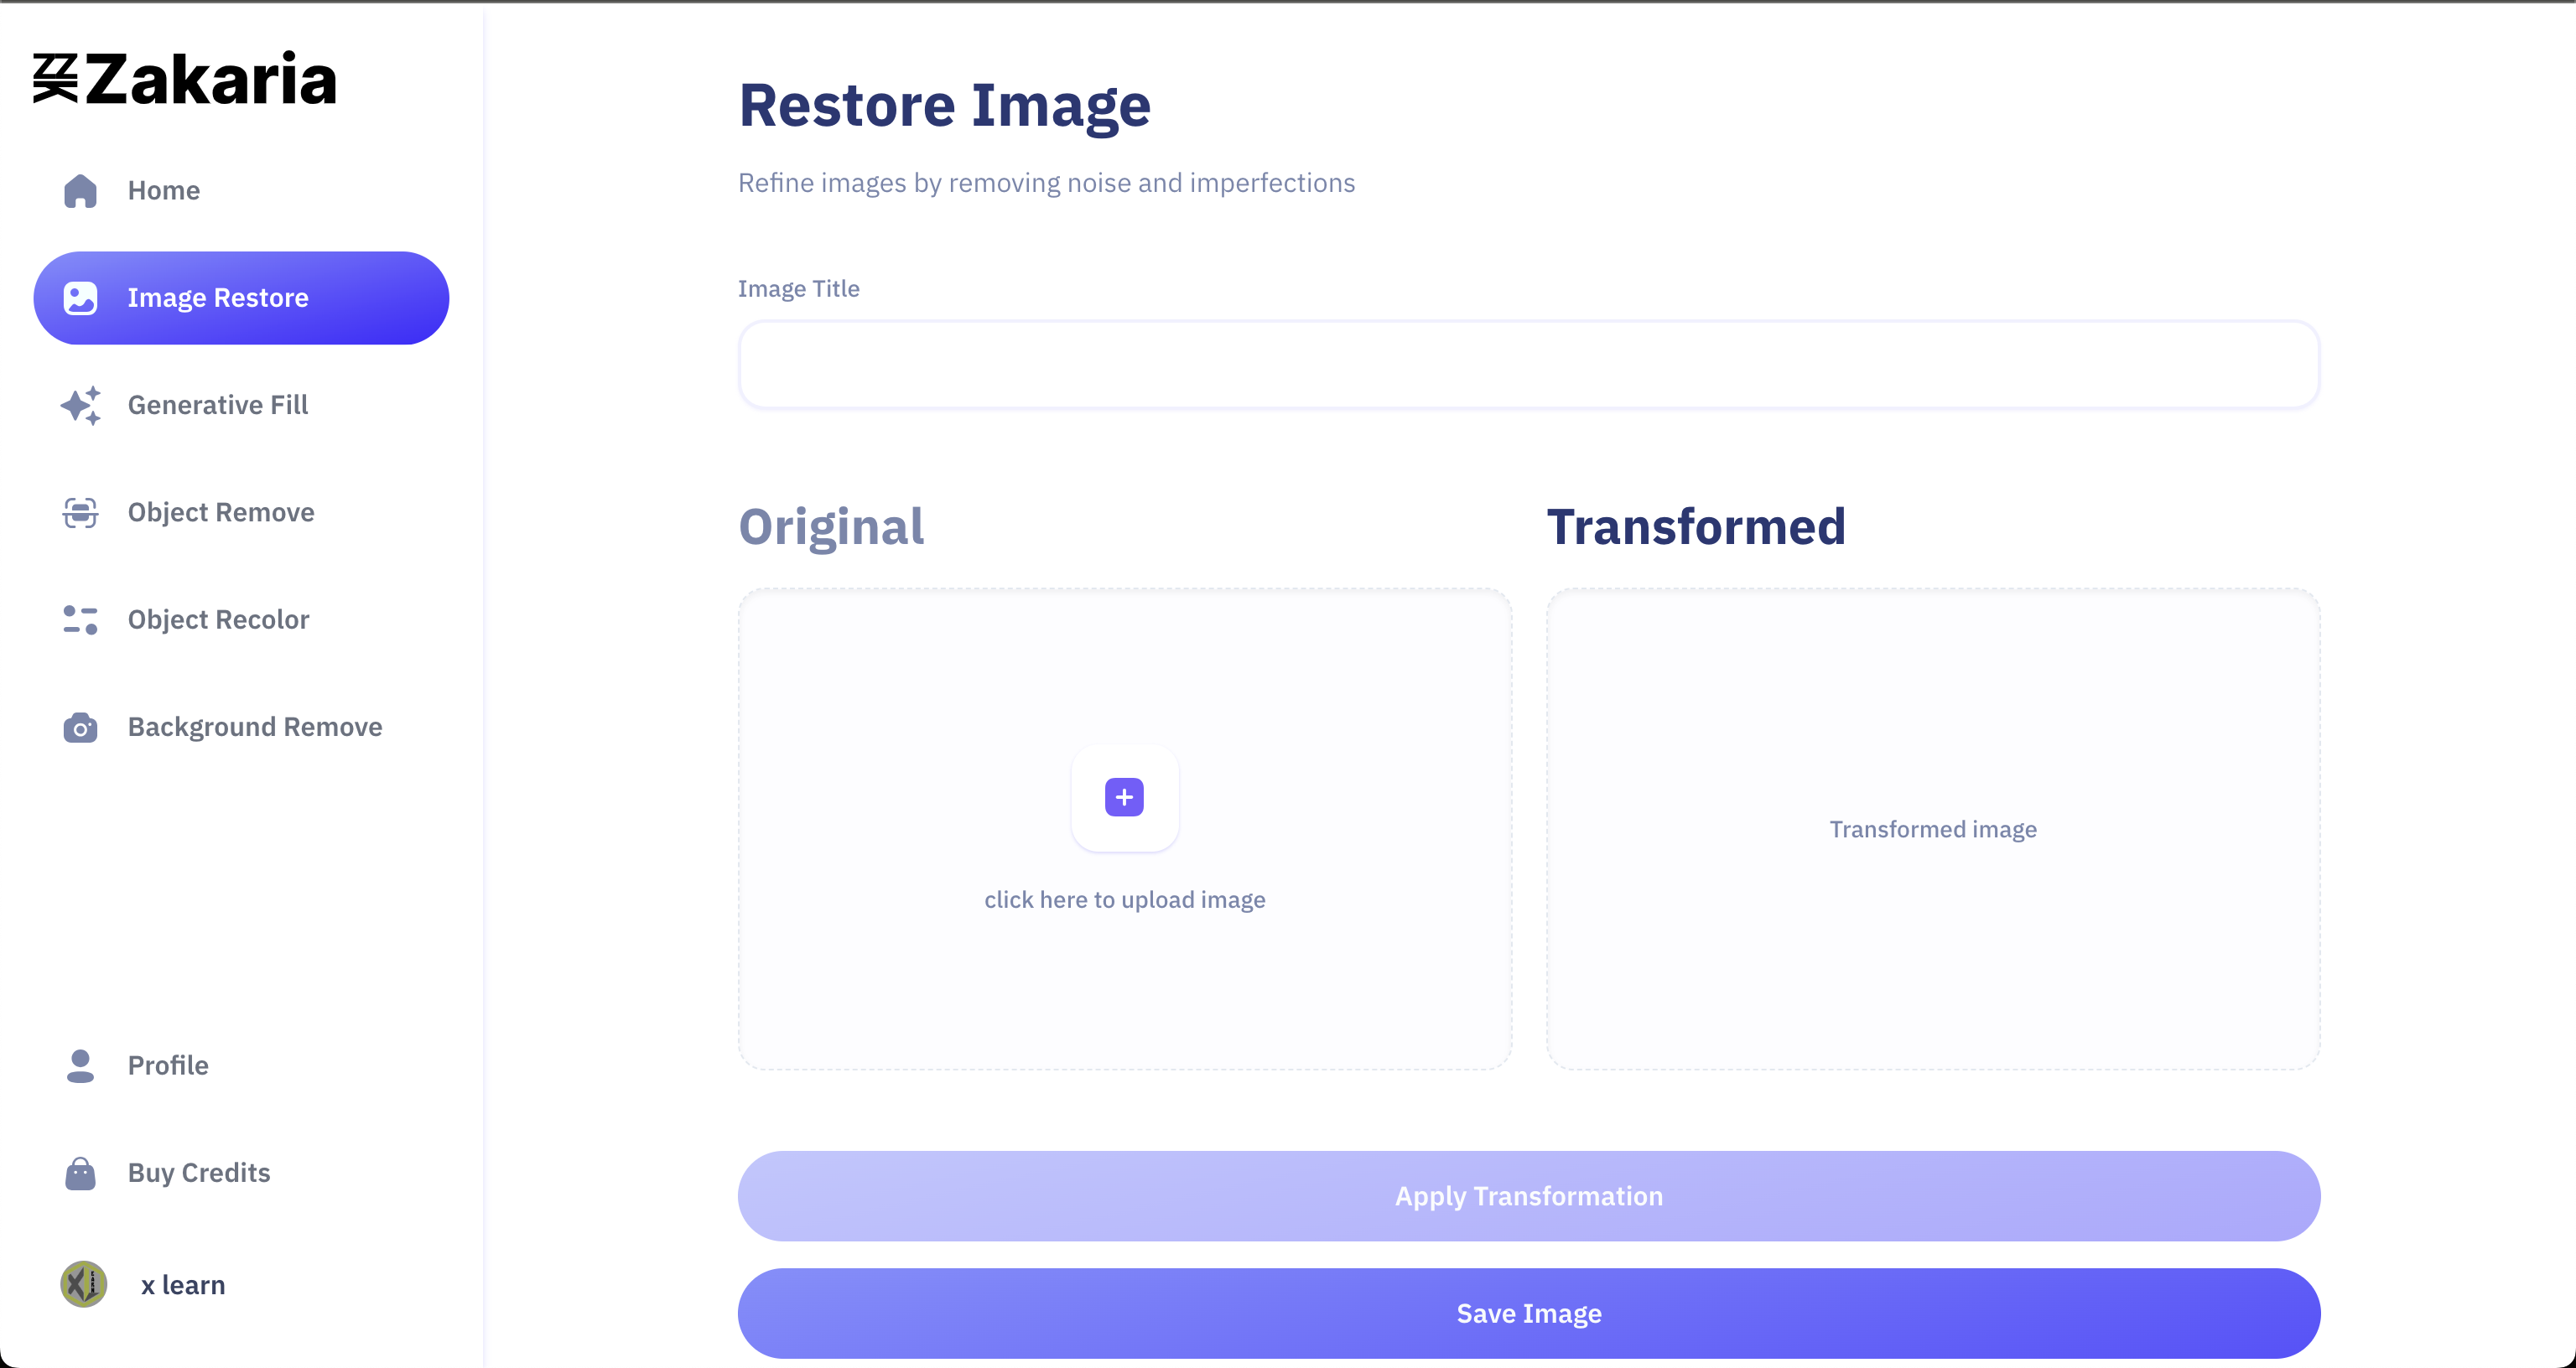 Zakaria
Home
Image Restore
Generative Fill
Object Remove
Object Recolor
Background Remove
Profile
Buy Credits
x learn
Restore Image
Refine images by removing noise and imperfections
Image Title
Original
Transformed
click here to upload image
Transformed image
Apply Transformation
Save Image